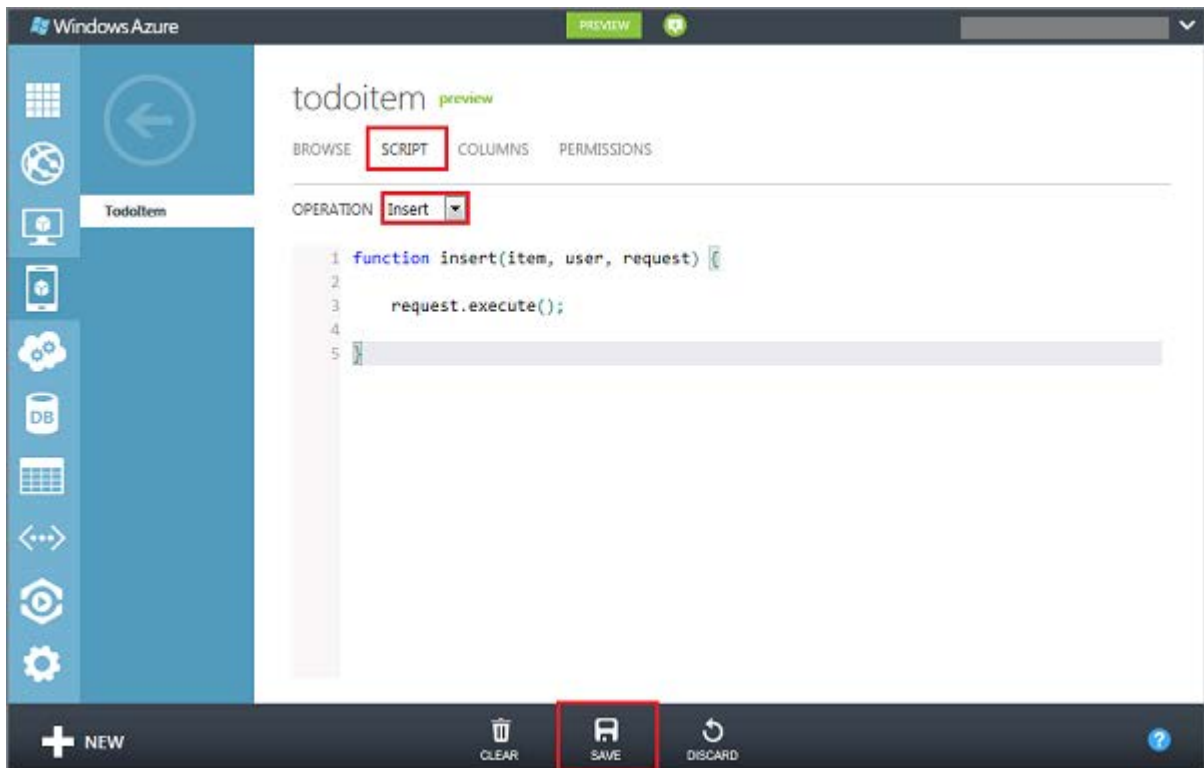 Windows Azure
PREVIEW
todoitem preview
BROWSE SCRIPT COLUMNS PERMISSIONS
TodoItem
OPERATION Insert
1 function insert(item, user, request) {
2
3 request.execute();
4
5 }
DB
NEW
CLEAR
SAVE
DISCARD
?